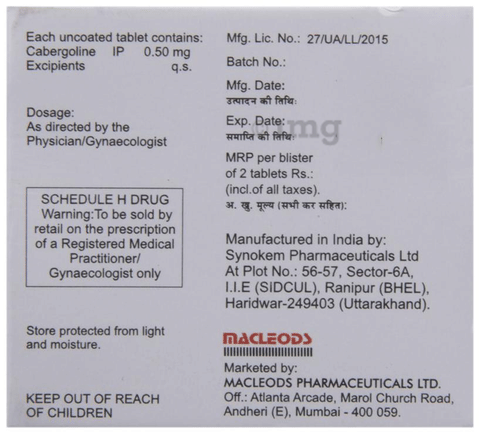 Each uncoated tablet contains:
Cabergoline IP 0.50 mg
Excipients q.s.
Dosage:
As directed by the
Physician/Gynaecologist
SCHEDULE H DRUG
Warning:To be sold by
retail on the prescription
of a Registered Medical
Practitioner/
Gynaecologist only
Store protected from light
and moisture.
KEEP OUT OF REACH
OF CHILDREN
Mfg. Lic. No.: 27/UA/LL/2015
Batch No.:
Mfg. Date:
उत्पादन की तिथि:
Exp. Date:
समाप्ति की तिथि:
MRP per blister
of 2 tablets Rs.:
(incl.of all taxes).
अ. खु. मूल्य (सभी कर सहित):
Manufactured in India by:
Synokem Pharmaceuticals Ltd
At Plot No.: 56-57, Sector-6A,
I.I.E (SIDCUL), Ranipur (BHEL),
Haridwar-249403 (Uttarakhand).
MACLEODS
Marketed by:
MACLEODS PHARMACEUTICALS LTD.
Off.: Atlanta Arcade, Marol Church Road,
Andheri (E), Mumbai - 400 059.